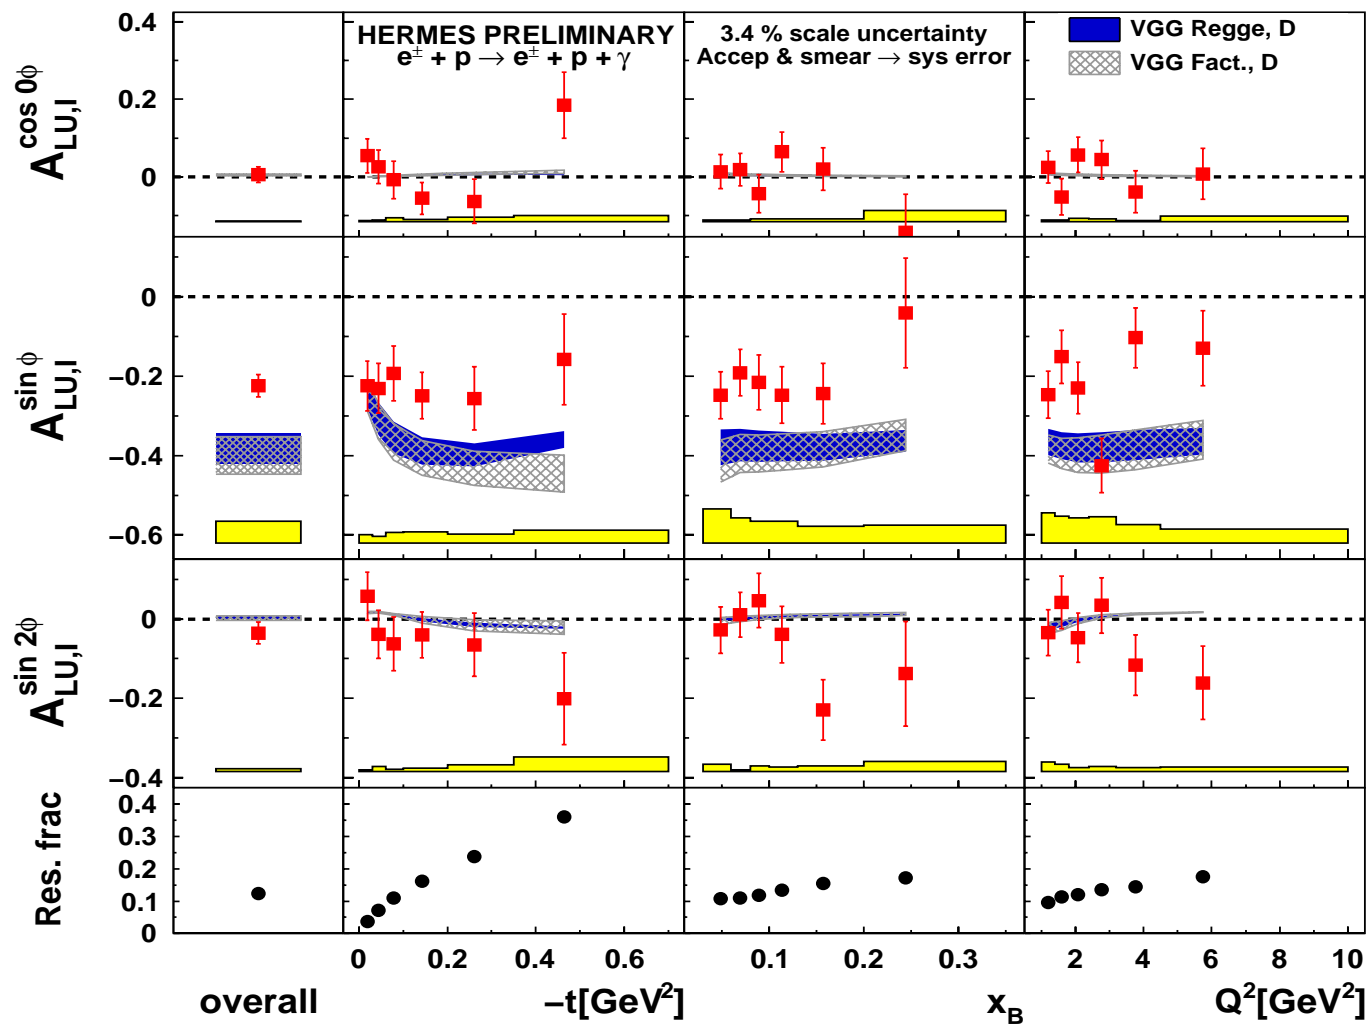 HERMES PRELIMINARY
e± + p → e± + p + γ
3.4 % scale uncertainty
Accep & smear → sys error
VGG Regge, D
VGG Fact., D
A_{LU,I}^{cos 0ϕ}
0.4
0.2
0
A_{LU,I}^{sin ϕ}
0
−0.2
−0.4
−0.6
A_{LU,I}^{sin 2ϕ}
0
−0.2
−0.4
Res. frac
0.4
0.3
0.2
0.1
0
0 0.2 0.4 0.6
0.1 0.2 0.3
2 4 6 8 10
overall
−t[GeV²]
x_B
Q²[GeV²]